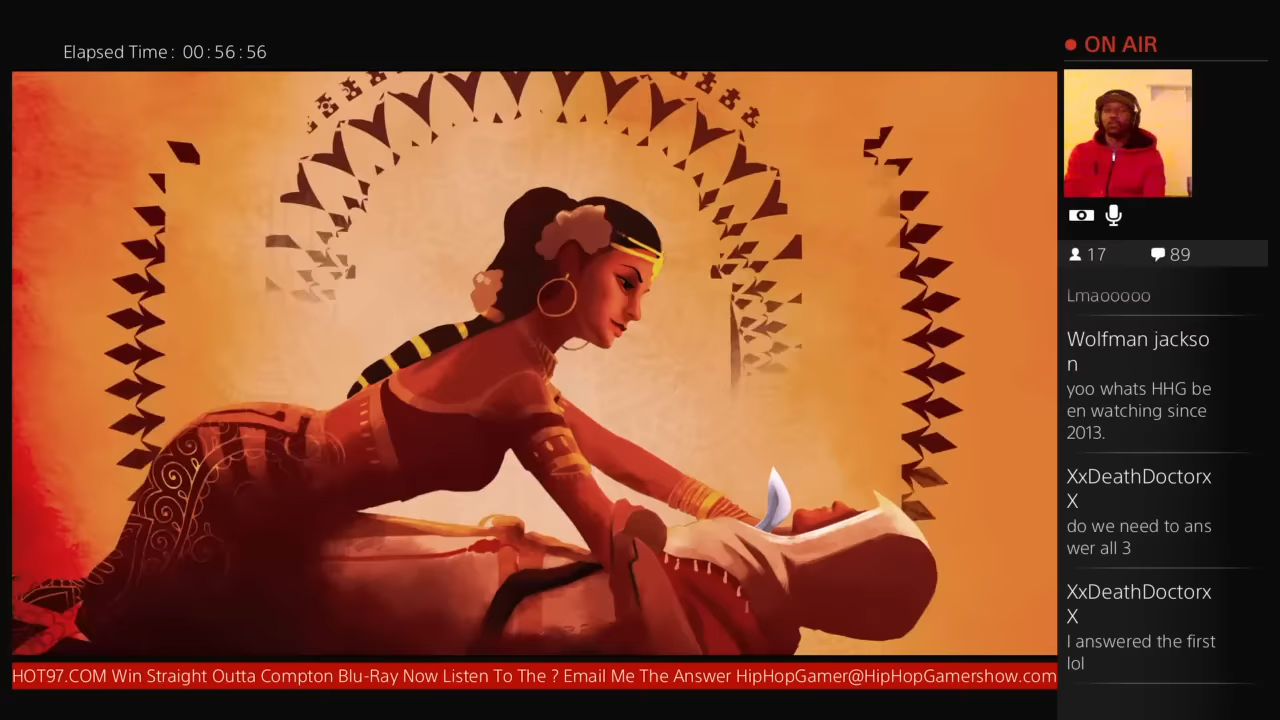 Elapsed Time: 00:56:56
ON AIR
17
89
Lmaooooo
Wolfman jackso
n
yoo whats HHG be
en watching since
2013.
XxDeathDoctorx
X
do we need to ans
wer all 3
XxDeathDoctorx
X
I answered the first
lol
HOT97.COM Win Straight Outta Compton Blu-Ray Now Listen To The ? Email Me The Answer HipHopGamer@HipHopGamershow.com